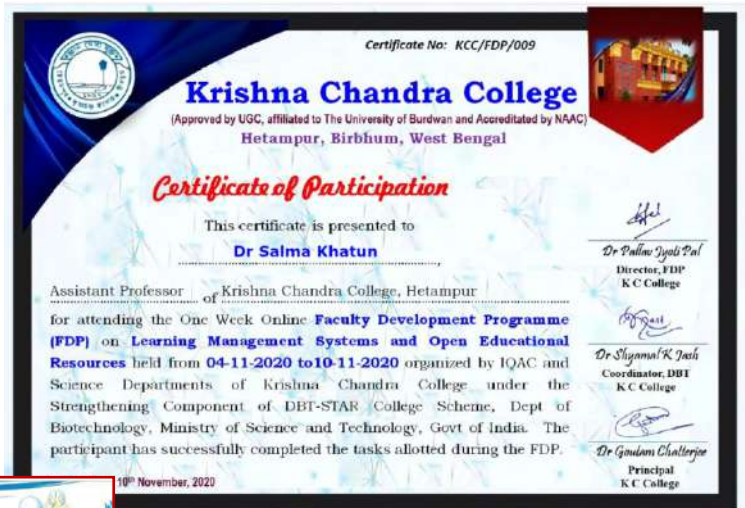 Certificate No: KCC/FDP/009
Krishna Chandra College
(Approved by UGC, affiliated to The University of Burdwan and Accreditated by NAAC)
Hetampur, Birbhum, West Bengal
Certificate of Participation
This certificate is presented to
Dr Salma Khatun
Assistant Professor of Krishna Chandra College, Hetampur
for attending the One Week Online Faculty Development Programme
(FDP) on Learning Management Systems and Open Educational
Resources held from 04-11-2020 to10-11-2020 organized by IQAC and
Science Departments of Krishna Chandra College under the
Strengthening Component of DBT-STAR College Scheme, Dept of
Biotechnology, Ministry of Science and Technology, Govt of India. The
participant has successfully completed the tasks allotted during the FDP.
10th November, 2020
Dr Pallav Jyoti Pal
Director, FDP
K C College
Dr Shyamal K Jash
Coordinator, DBT
K C College
Dr Goutam Chatterjee
Principal
K C College